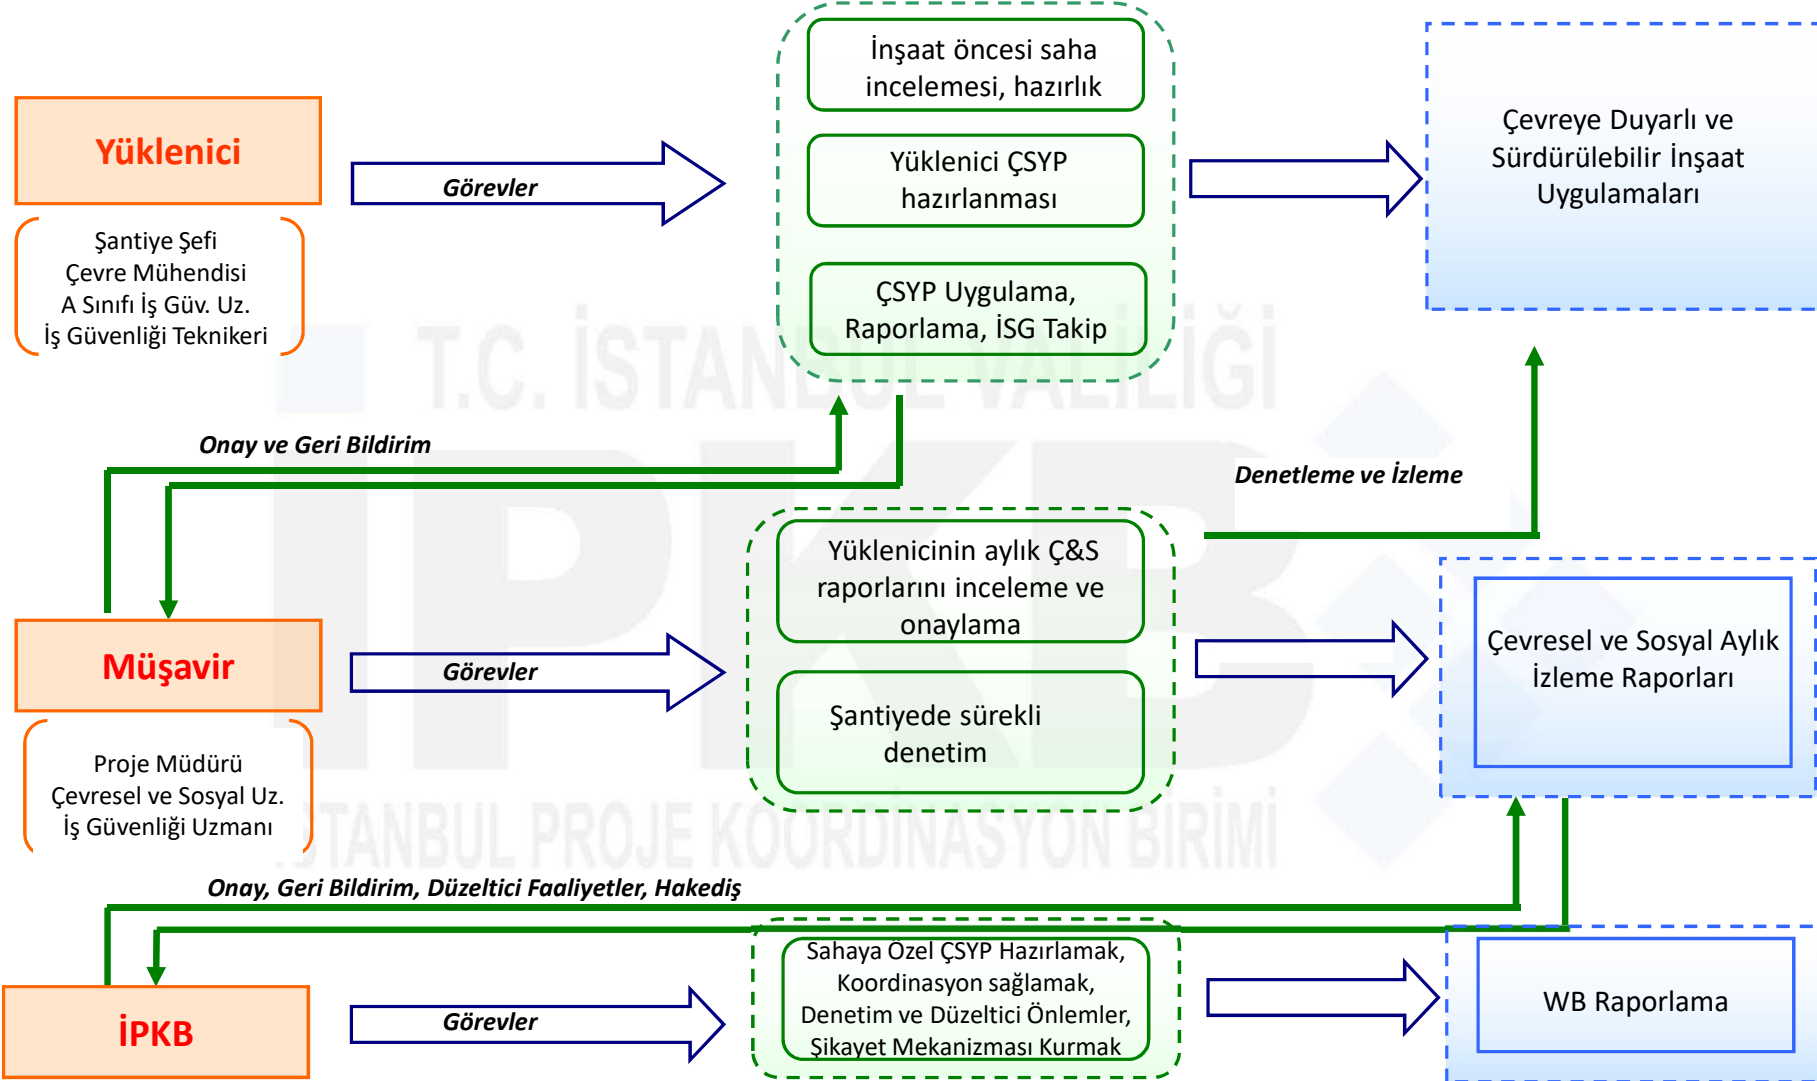 İnşaat öncesi saha
incelemesi, hazırlık
Yüklenici
Görevler
Yüklenici ÇSYP
hazırlanması
Çevreye Duyarlı ve
Sürdürülebilir İnşaat
Uygulamaları
Şantiye Şefi
Çevre Mühendisi
A Sınıfı İş Güv. Uz.
İş Güvenliği Teknikeri
ÇSYP Uygulama,
Raporlama, İSG Takip
T.C. İSTANBUL VALİLİĞİ
Onay ve Geri Bildirim
Denetleme ve İzleme
İPKB
Yüklenicinin aylık Ç&S
raporlarını inceleme ve
onaylama
Müşavir
Görevler
Çevresel ve Sosyal Aylık
İzleme Raporları
Şantiyede sürekli
denetim
Proje Müdürü
Çevresel ve Sosyal Uz.
İş Güvenliği Uzmanı
İSTANBUL PROJE KOORDİNASYON BİRİMİ
Onay, Geri Bildirim, Düzeltici Faaliyetler, Hakediş
İPKB
Görevler
Sahaya Özel ÇSYP Hazırlamak,
Koordinasyon sağlamak,
Denetim ve Düzeltici Önlemler,
Şikayet Mekanizması Kurmak
WB Raporlama